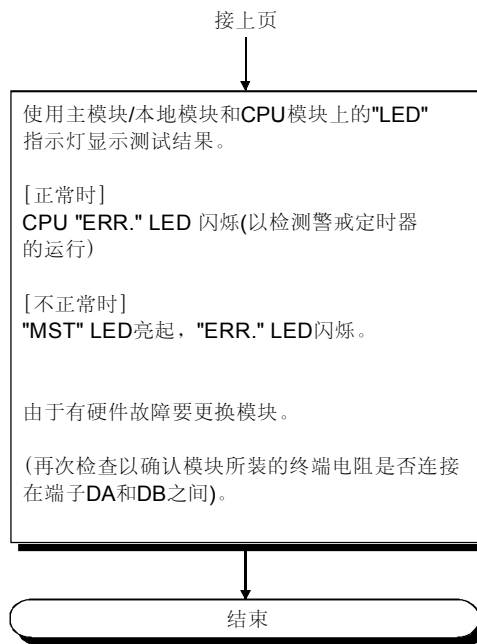 接上页
使用主模块/本地模块和CPU模块上的"LED"
指示灯显示测试结果。
[正常时]
CPU "ERR." LED 闪烁(以检测警戒定时器
的运行)
[不正常时]
"MST" LED亮起，"ERR." LED闪烁。
由于有硬件故障要更换模块。
(再次检查以确认模块所装的终端电阻是否连接
在端子DA和DB之间)。
结束